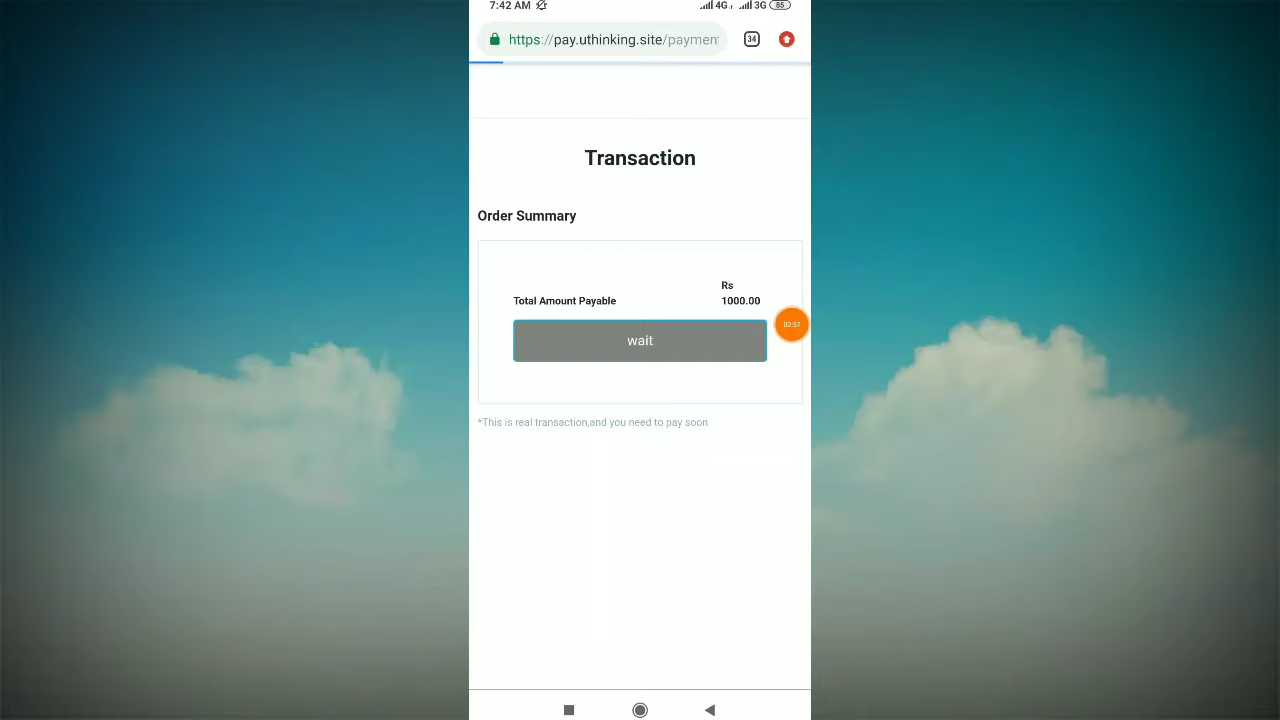 7:42 AM 4G 3G 85
https://pay.uthinking.site/payment 34
Transaction
Order Summary
Rs
Total Amount Payable 1000.00
02:57
wait
*This is real transaction,and you need to pay soon